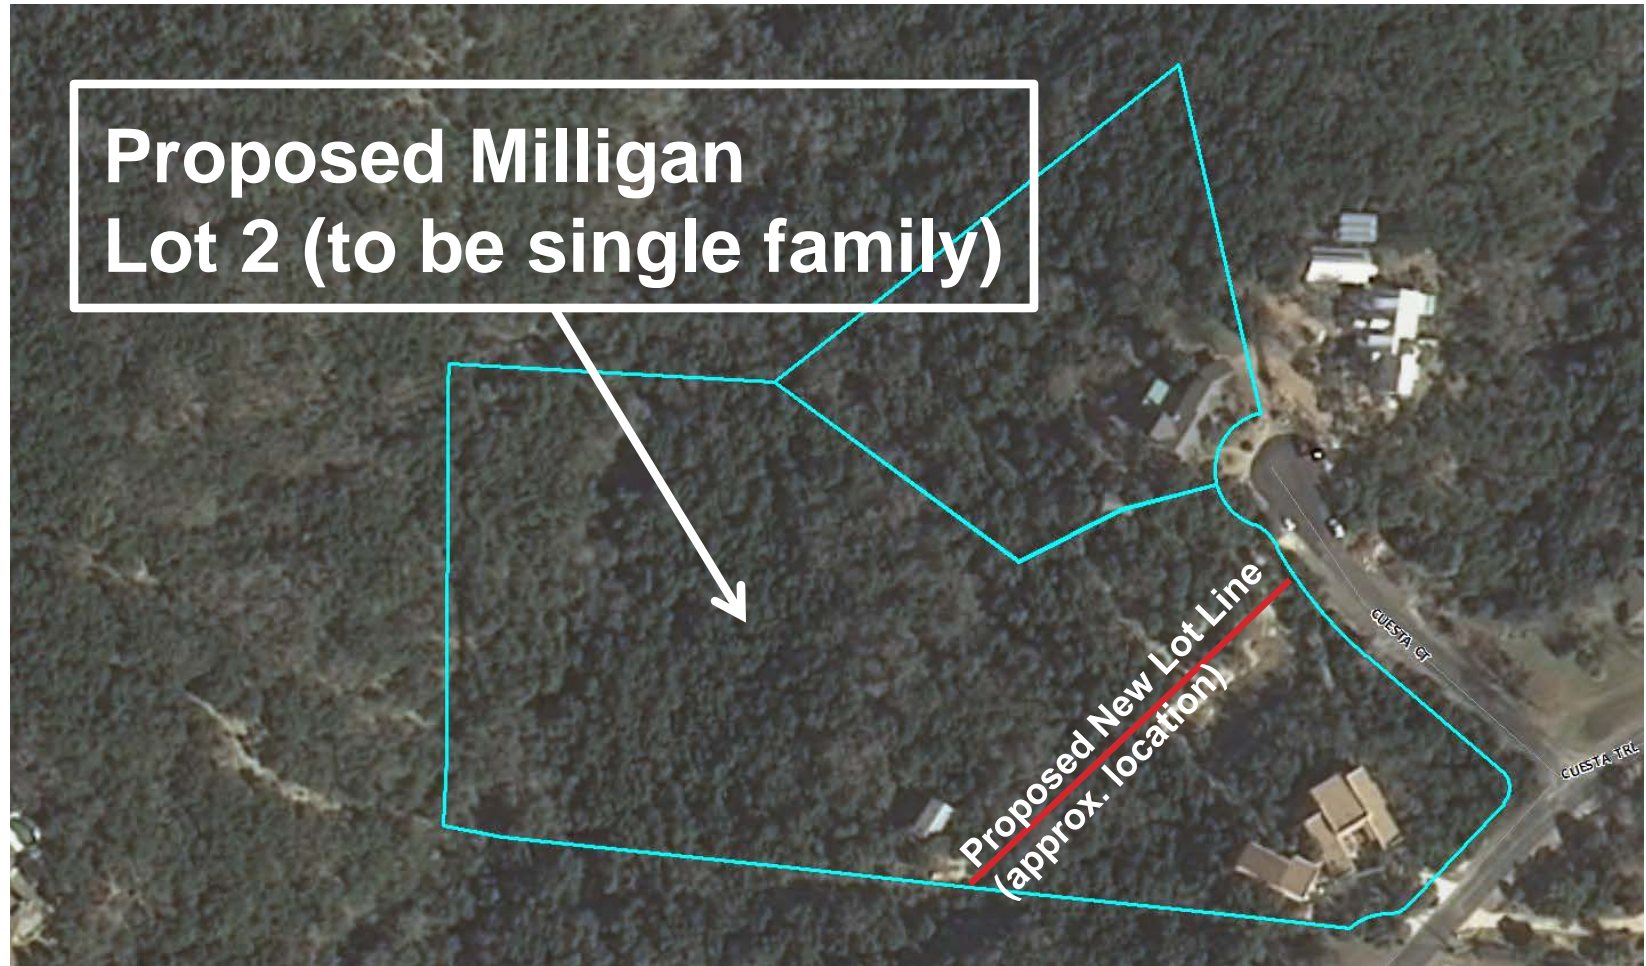 Proposed Milligan
Lot 2 (to be single family)
Proposed New Lot Line
(approx. location)
CUESTA CT
CUESTA TRL